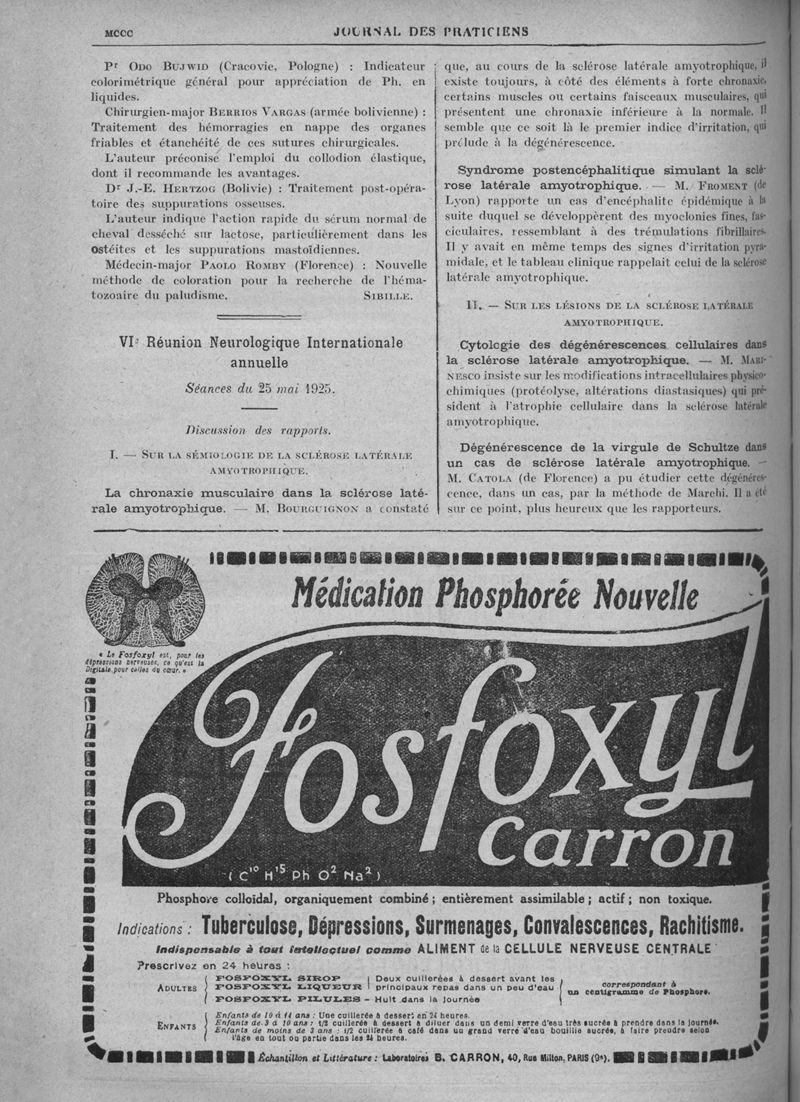 MCCC
JOURNAL DES PRATICIENS
Pr Odo Bujwid (Cracovie, Pologne) : Indicateur
colorimétrique général pour appréciation de Ph. en
liquides.
Chirurgien-major Berrios Vargas (armée bolivienne) :
Traitement des hémorragies en nappe des organes
friables et étanchéité de ces sutures chirurgicales.
L'auteur préconise l'emploi du collodion élastique,
dont il recommande les avantages.
Dr J.-E. Hertzog (Bolivie) : Traitement post-opéra-
toire des suppurations osseuses.
L'auteur indique l'action rapide du sérum normal de
cheval desséché sur lactose, particulièrement dans les
ostéites et les suppurations mastoïdiennes.
Médecin-major Paolo Romby (Florence) : Nouvelle
méthode de coloration pour la recherche de l'héma-
tozoaire du paludisme. Sibille.
VIe Réunion Neurologique Internationale
annuelle
Séances du 25 mai 1925.
Discussion des rapports.
I. — Sur la sémiologie de la sclérose latérale
amyotrophique.
La chronaxie musculaire dans la sclérose laté-
rale amyotrophique. — M. Bourguignon a constaté
que, au cours de la sclérose latérale amyotrophique, il
existe toujours, à côté des éléments à forte chronaxie,
certains muscles ou certains faisceaux musculaires, qui
présentent une chronaxie inférieure à la normale. Il
semble que ce soit là le premier indice d'irritation, qui
prélude à la dégénérescence.
Syndrome postencéphalitique simulant la sclé-
rose latérale amyotrophique. — M. Froment (de
Lyon) rapporte un cas d'encéphalite épidémique à la
suite duquel se développèrent des myoclonies fines, fas-
ciculaires, ressemblant à des trémulations fibrillaires.
Il y avait en même temps des signes d'irritation pyra-
midale, et le tableau clinique rappelait celui de la sclérose
latérale amyotrophique.
II. — Sur les lésions de la sclérose latérale
amyotrophique.
Cytologie des dégénérescences cellulaires dans
la sclérose latérale amyotrophique. — M. Mari-
nesco insiste sur les modifications intracellulaires physico-
chimiques (protéolyse, altérations diastasiques) qui pré-
sident à l'atrophie cellulaire dans la sclérose latérale
amyotrophique.
Dégénérescence de la virgule de Schultze dans
un cas de sclérose latérale amyotrophique. —
M. Catola (de Florence) a pu étudier cette dégénéres-
cence, dans un cas, par la méthode de Marchi. Il a été
sur ce point, plus heureux que les rapporteurs.
Médication Phosphorée Nouvelle
« Le Fosfoxyl est, pour les
dépressions nerveuses, ce qu'est la
Digitale pour celles du cœur. »
Fosfoxyl
Carron
(C10 H15 Ph O2 Na2)
Phosphore colloïdal, organiquement combiné ; entièrement assimilable ; actif ; non toxique.
Indications : Tuberculose, Dépressions, Surmenages, Convalescences, Rachitisme.
Indispensable à tout intellectuel comme ALIMENT de la CELLULE NERVEUSE CENTRALE
Prescrivez en 24 heures :
Adultes
FOSFOXYL SIROP
FOSFOXYL LIQUEUR
Deux cuillerées à dessert avant les
principaux repas dans un peu d'eau
FOSFOXYL PILULES – Huit dans la journée
correspondant à
un centigramme de Phosphore.
Enfants
Enfants de 10 à 14 ans : Une cuillerée à dessert en 24 heures.
Enfants de 3 à 10 ans : 1/2 cuillerée à dessert à diluer dans un demi verre d'eau très sucrée à prendre dans la journée.
Enfants de moins de 3 ans : 1/2 cuillerée à café dans un grand verre d'eau bouillie sucrée, à faire prendre selon
l'âge en tout ou partie dans les 24 heures.
Échantillon et Littérature : Laboratoires B. CARRON, 40, Rue Milton, PARIS (9e).